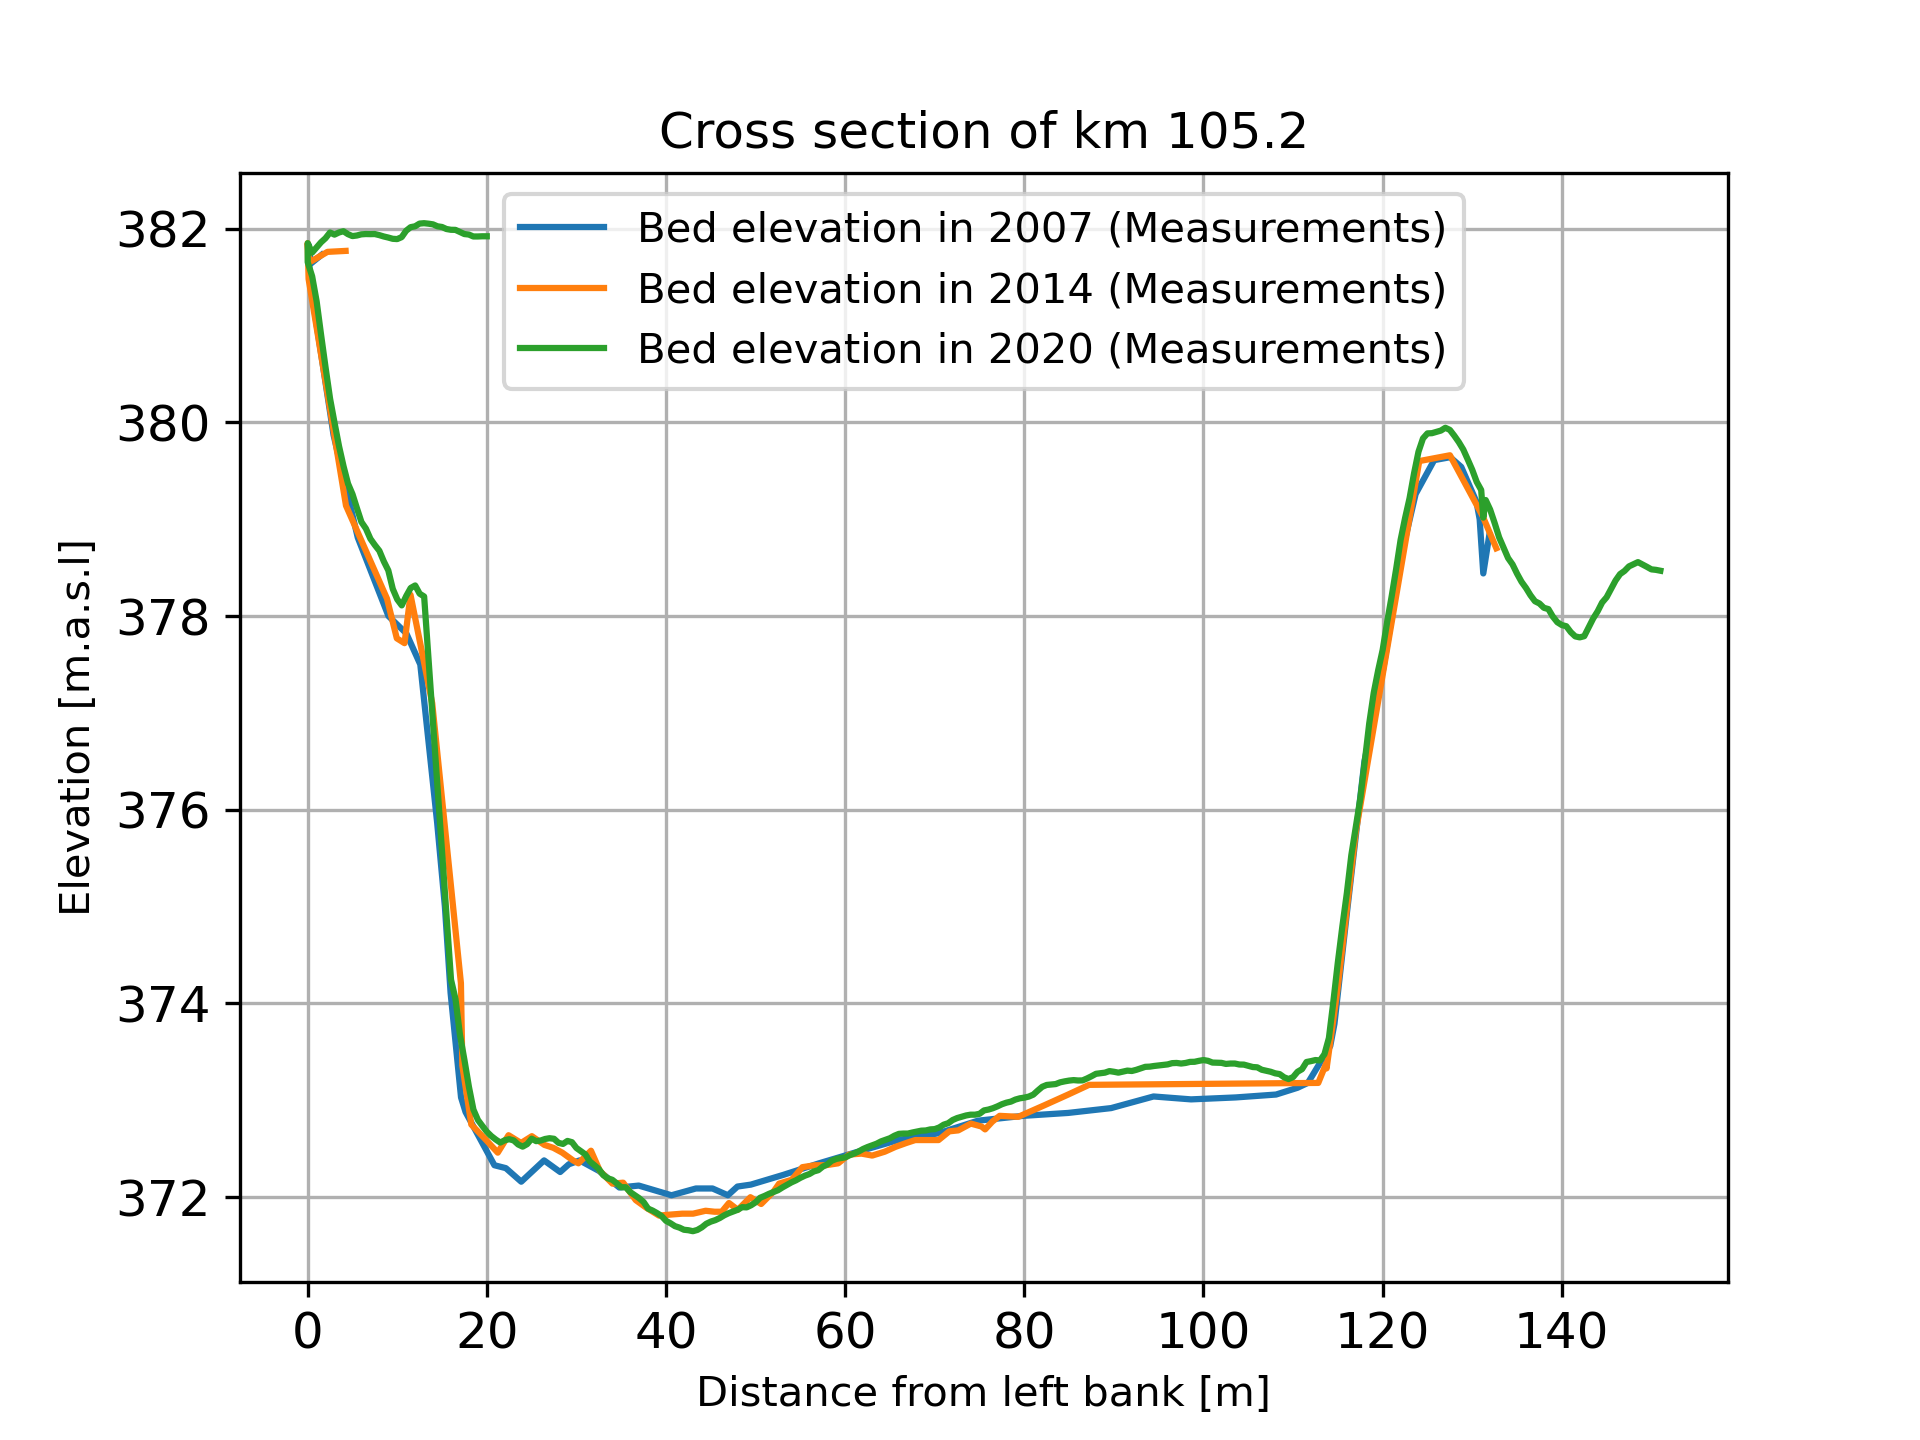 Cross section of km 105.2
Bed elevation in 2007 (Measurements)
Bed elevation in 2014 (Measurements)
Bed elevation in 2020 (Measurements)
382
380
378
376
374
372
Elevation [m.a.s.l]
0 20 40 60 80 100 120 140
Distance from left bank [m]